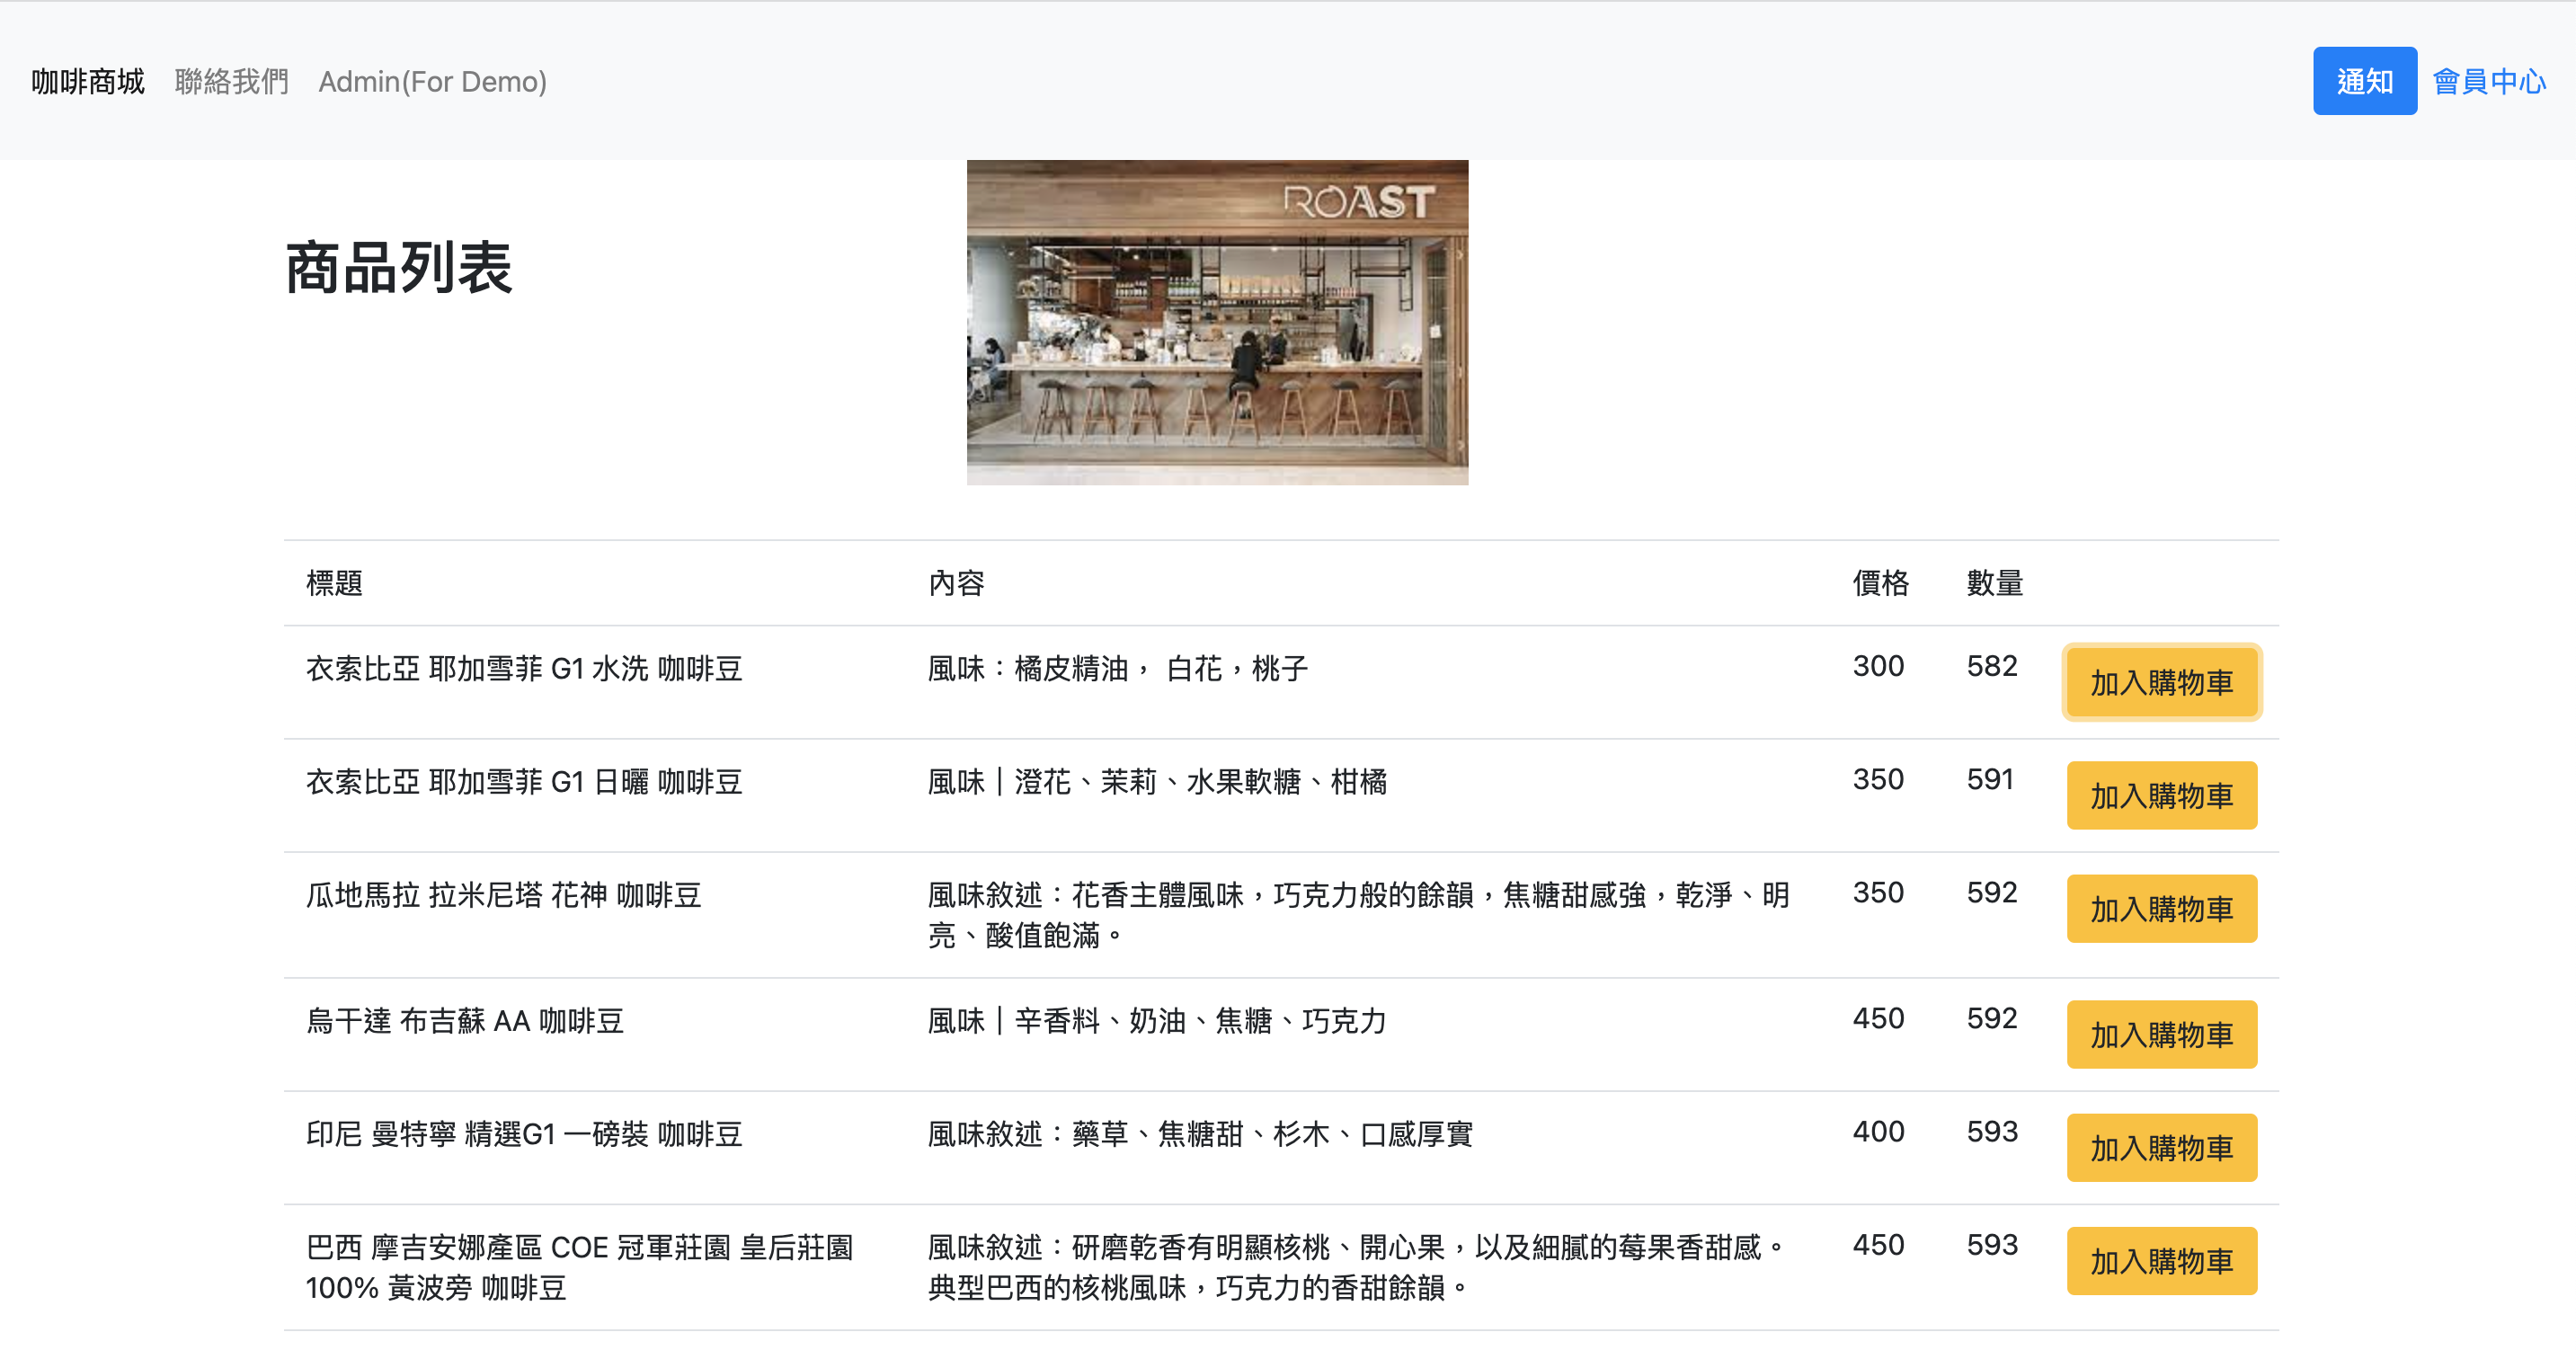 咖啡商城 聯絡我們 Admin(For Demo) 通知 會員中心
ROAST
商品列表
標題 內容 價格 數量
衣索比亞 耶加雪菲 G1 水洗 咖啡豆 風味：橘皮精油， 白花，桃子 300 582 加入購物車
衣索比亞 耶加雪菲 G1 日曬 咖啡豆 風味｜澄花、茉莉、水果軟糖、柑橘 350 591 加入購物車
瓜地馬拉 拉米尼塔 花神 咖啡豆 風味敘述：花香主體風味，巧克力般的餘韻，焦糖甜感強，乾淨、明 350 592 加入購物車
亮、酸值飽滿。
烏干達 布吉蘇 AA 咖啡豆 風味｜辛香料、奶油、焦糖、巧克力 450 592 加入購物車
印尼 曼特寧 精選G1 一磅裝 咖啡豆 風味敘述：藥草、焦糖甜、杉木、口感厚實 400 593 加入購物車
巴西 摩吉安娜產區 COE 冠軍莊園 皇后莊園 風味敘述：研磨乾香有明顯核桃、開心果，以及細膩的莓果香甜感。 450 593 加入購物車
100% 黃波旁 咖啡豆 典型巴西的核桃風味，巧克力的香甜餘韻。